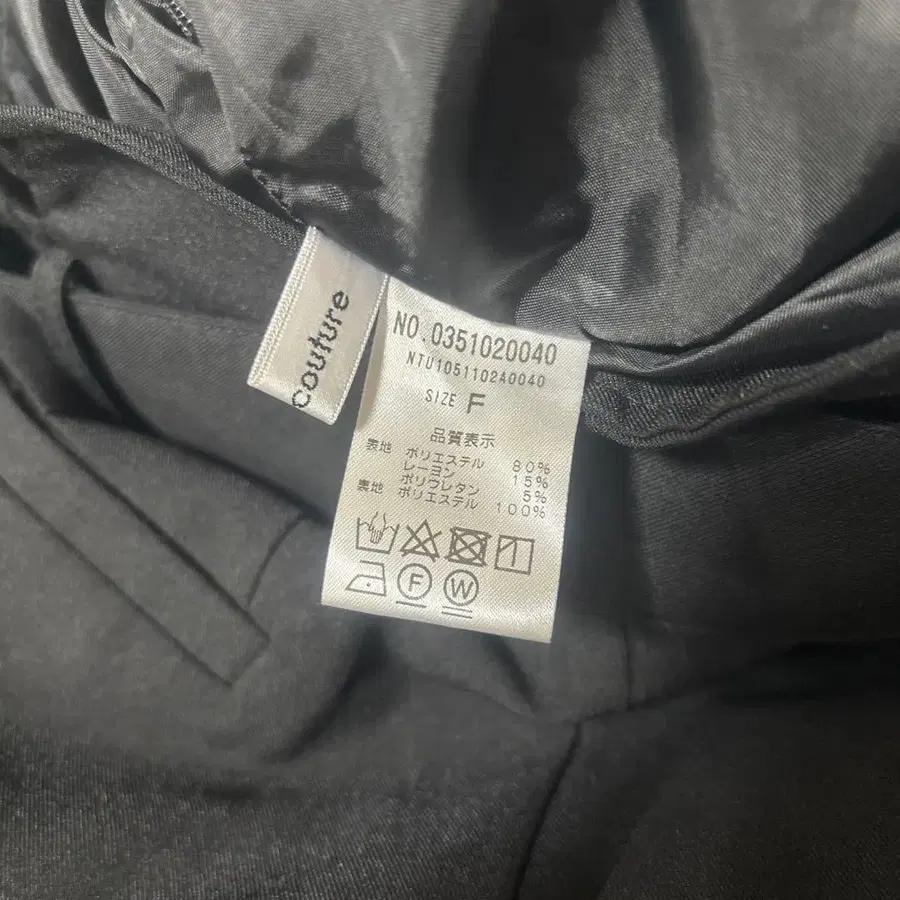 couture
NO.0351020040
NTU1051102A0040
SIZE F
品質表示
表地 ポリエステル 80%
レーヨン 15%
ポリウレタン 5%
裏地 ポリエステル 100%
F W